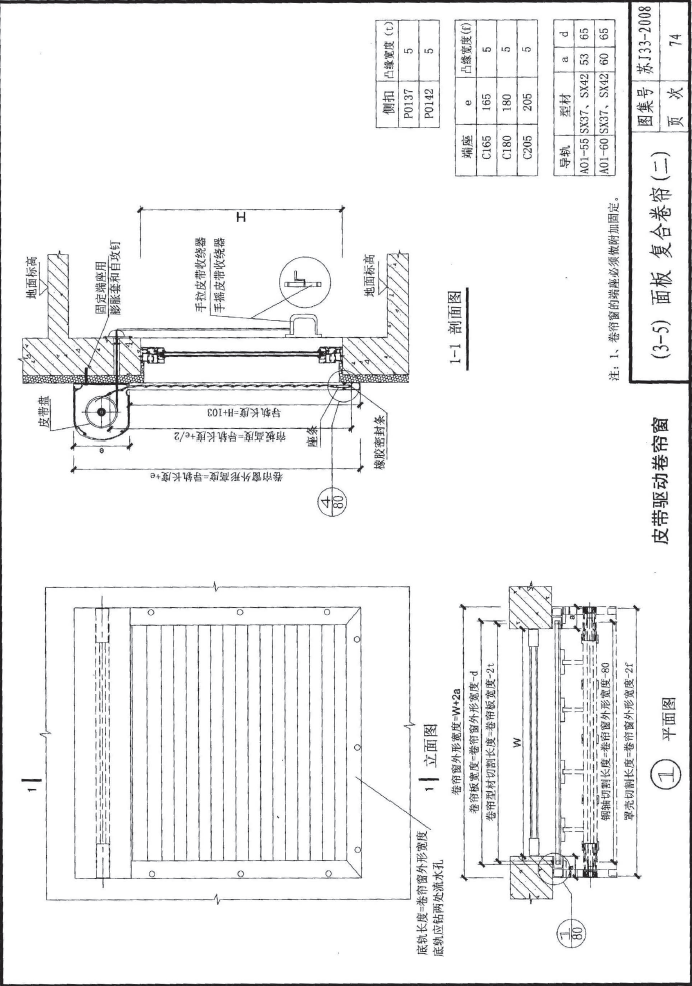 1
1
立面图
底轨长度=卷帘窗外形宽度
底轨应钻两处流水孔
地面标高
固定端座用
膨胀套和自攻钉
皮带盘
手拉皮带收绕器
手摇皮带收绕器
H
地面标高
导轨长度=H+103
帘板高度=导轨长度+e/2
卷帘窗外形高度=导轨长度+e
e
座条
橡胶密封条
4
80
1-1 剖面图
侧扣 凸缘宽度(t)
P0137 5
P0142 5
端座 e 凸缘宽度(f)
C165 165 5
C180 180 5
C205 205 5
导轨 型材 a d
A01-55 SX37、SX42 53 65
A01-60 SX37、SX42 60 65
卷帘窗外形宽度=W+2a
卷帘板宽度=卷帘窗外形宽度-d
卷帘型材切割长度=卷帘板宽度-2t
W
a
钢轴切割长度=卷帘窗外形宽度-80
罩壳切割长度=卷帘窗外形宽度-2f
1
80
1 平面图
皮带驱动卷帘窗
注: 1、卷帘窗的端座必须做附加固定。
(3-5) 面板 复合卷帘(二)
图集号 苏J33-2008
页 次 74